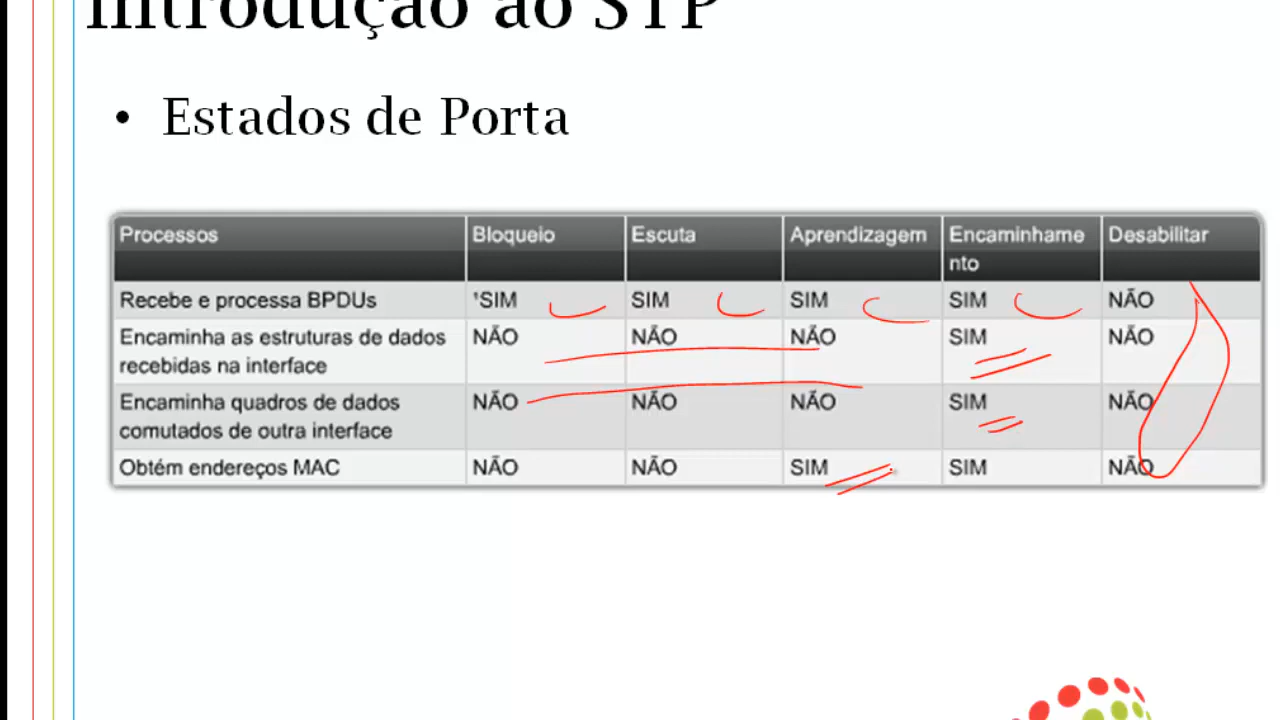 Introdução ao STP
• Estados de Porta
Processos Bloqueio Escuta Aprendizagem Encaminhame
nto Desabilitar
Recebe e processa BPDUs ¹SIM SIM SIM SIM NÃO
Encaminha as estruturas de dados
recebidas na interface NÃO NÃO NÃO SIM NÃO
Encaminha quadros de dados
comutados de outra interface NÃO NÃO NÃO SIM NÃO
Obtém endereços MAC NÃO NÃO SIM SIM NÃO